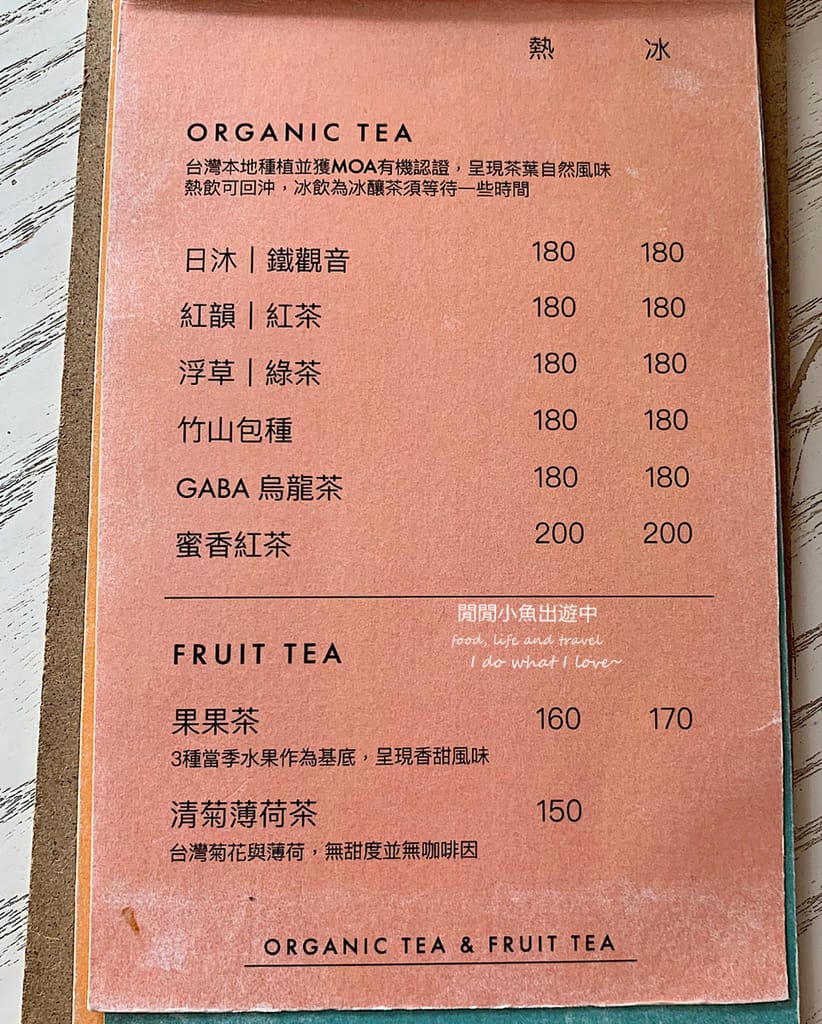 熱 冰
ORGANIC TEA
台灣本地種植並獲MOA有機認證，呈現茶葉自然風味
熱飲可回沖，冰飲為冰釀茶須等待一些時間
日沐｜鐵觀音 180 180
紅韻｜紅茶 180 180
浮草｜綠茶 180 180
竹山包種 180 180
GABA 烏龍茶 180 180
蜜香紅茶 200 200
閒閒小魚出遊中
food, life and travel
I do what I love~
FRUIT TEA
果果茶 160 170
3種當季水果作為基底，呈現香甜風味
清菊薄荷茶 150
台灣菊花與薄荷，無甜度並無咖啡因
ORGANIC TEA & FRUIT TEA